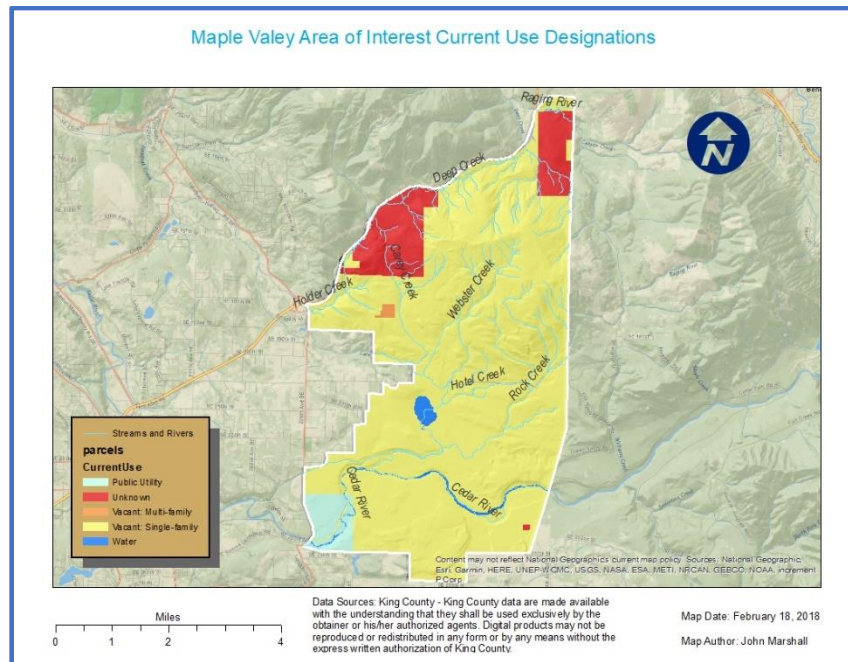 Maple Valey Area of Interest Current Use Designations
Raging River
N
Deep Creek
Carey Creek
Webster Creek
Holder Creek
Hotel Creek
Rock Creek
Cedar River
Cedar River
Streams and Rivers
parcels
CurrentUse
Public Utility
Unknown
Vacant: Multi-family
Vacant: Single-family
Water
Content may not reflect National Geographic's current map policy. Sources: National Geographic,
Esri, Garmin, HERE, UNEP-WCMC, USGS, NASA, ESA, METI, NRCAN, GEBCO, NOAA, increment
P Corp.
Miles
0 1 2 4
Data Sources: King County - King County data are made available
with the understanding that they shall be used exclusively by the
obtainer or his/her authorized agents. Digital products may not be
reproduced or redistributed in any form or by any means without the
express written authorization of King County.
Map Date: February 18, 2018
Map Author: John Marshall